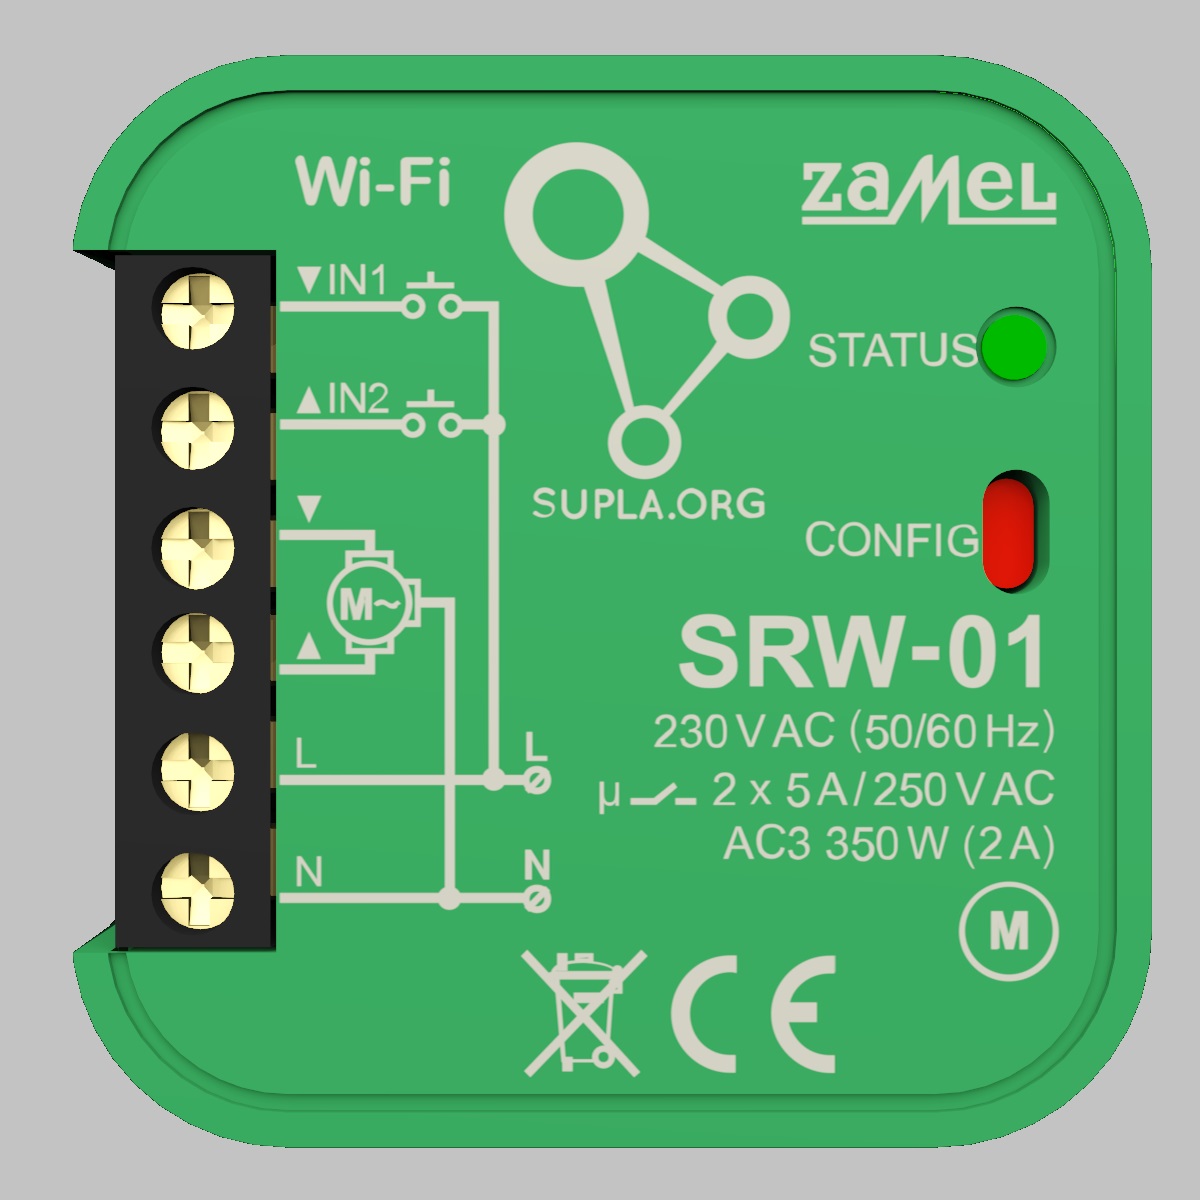 Wi-Fi
ZAMEL
▼IN1
STATUS
▲IN2
SUPLA.ORG
▼
CONFIG
M~
▲
SRW-01
230 V AC (50/60 Hz)
L
L
µ 2 x 5 A / 250 V AC
AC3 350 W (2 A)
N
N
M
CE